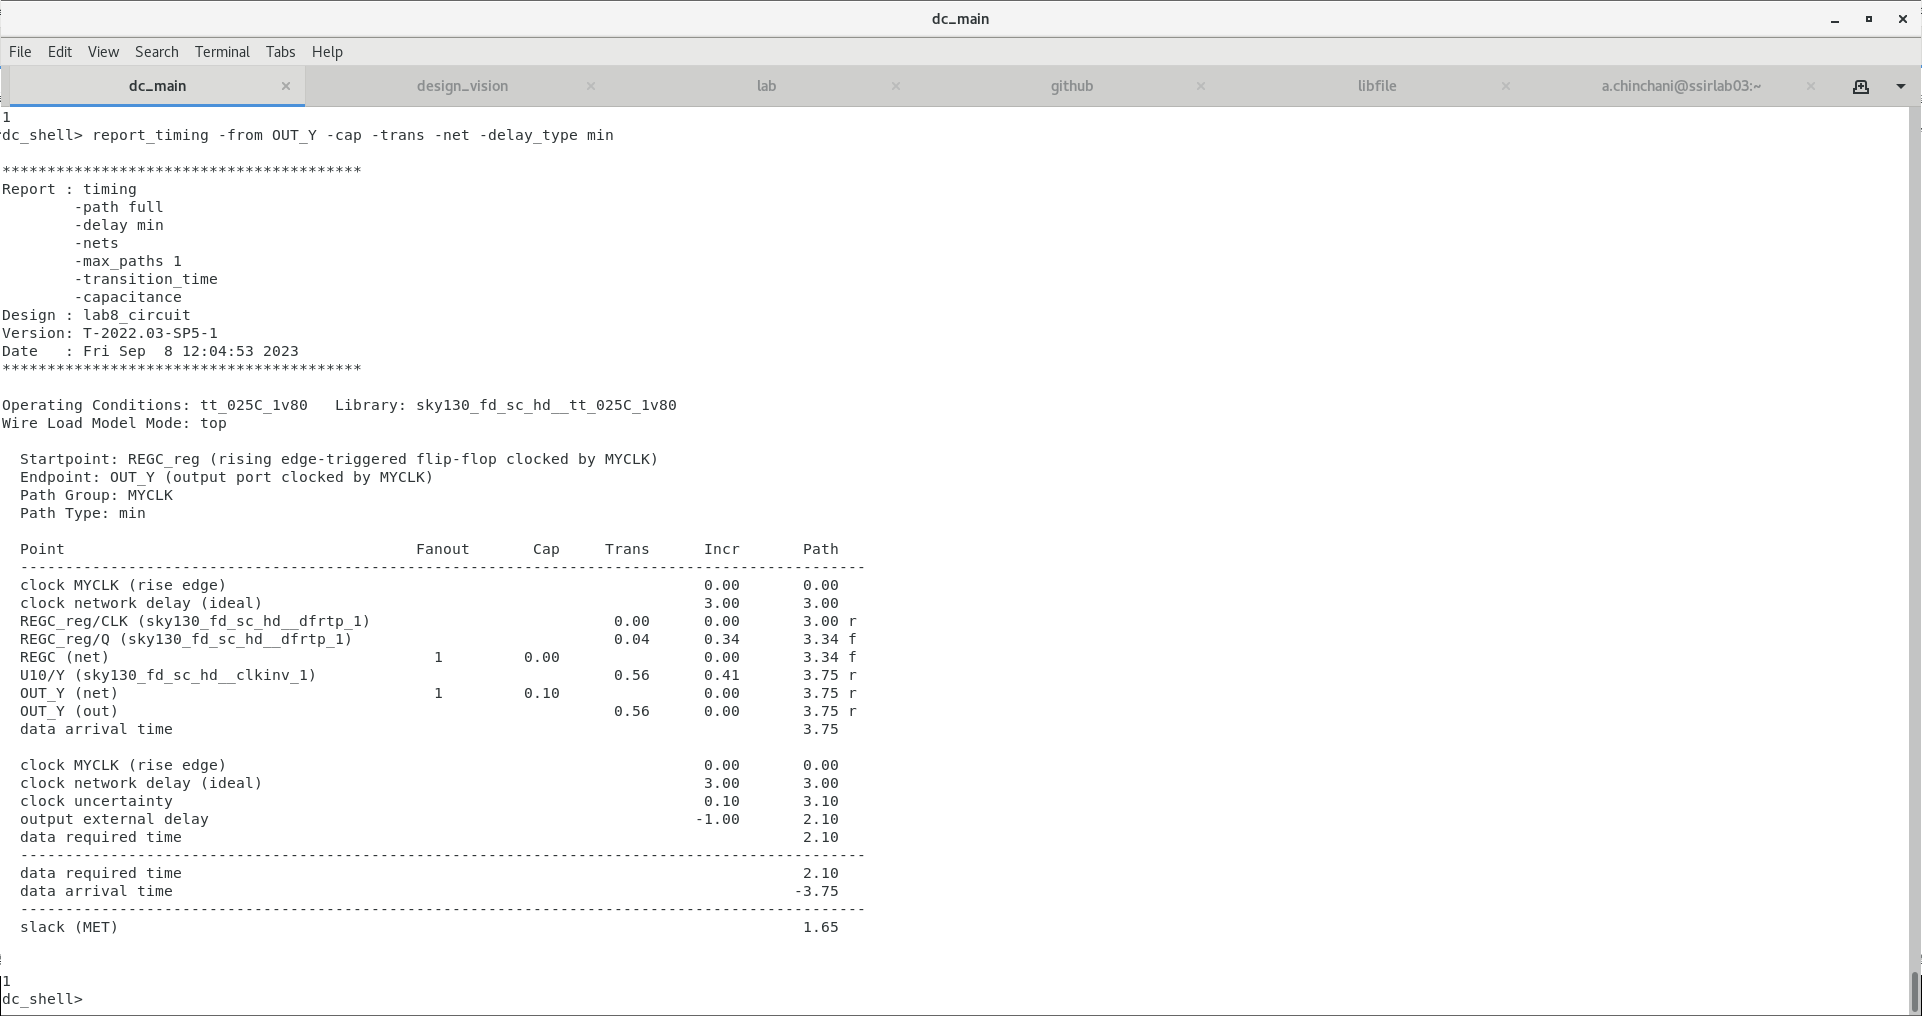 dc_main
File Edit View Search Terminal Tabs Help
dc_main design_vision lab github libfile a.chinchani@ssirlab03:~
1
dc_shell> report_timing -from OUT_Y -cap -trans -net -delay_type min
****************************************
Report : timing
-path full
-delay min
-nets
-max_paths 1
-transition_time
-capacitance
Design : lab8_circuit
Version: T-2022.03-SP5-1
Date   : Fri Sep  8 12:04:53 2023
****************************************
Operating Conditions: tt_025C_1v80   Library: sky130_fd_sc_hd__tt_025C_1v80
Wire Load Model Mode: top
Startpoint: REGC_reg (rising edge-triggered flip-flop clocked by MYCLK)
Endpoint: OUT_Y (output port clocked by MYCLK)
Path Group: MYCLK
Path Type: min
Point Fanout Cap Trans Incr Path
----------------------------------------------------------------------------------------------
clock MYCLK (rise edge) 0.00 0.00
clock network delay (ideal) 3.00 3.00
REGC_reg/CLK (sky130_fd_sc_hd__dfrtp_1) 0.00 0.00 3.00 r
REGC_reg/Q (sky130_fd_sc_hd__dfrtp_1) 0.04 0.34 3.34 f
REGC (net) 1 0.00 0.00 3.34 f
U10/Y (sky130_fd_sc_hd__clkinv_1) 0.56 0.41 3.75 r
OUT_Y (net) 1 0.10 0.00 3.75 r
OUT_Y (out) 0.56 0.00 3.75 r
data arrival time 3.75
clock MYCLK (rise edge) 0.00 0.00
clock network delay (ideal) 3.00 3.00
clock uncertainty 0.10 3.10
output external delay -1.00 2.10
data required time 2.10
----------------------------------------------------------------------------------------------
data required time 2.10
data arrival time -3.75
----------------------------------------------------------------------------------------------
slack (MET) 1.65
1
dc_shell>